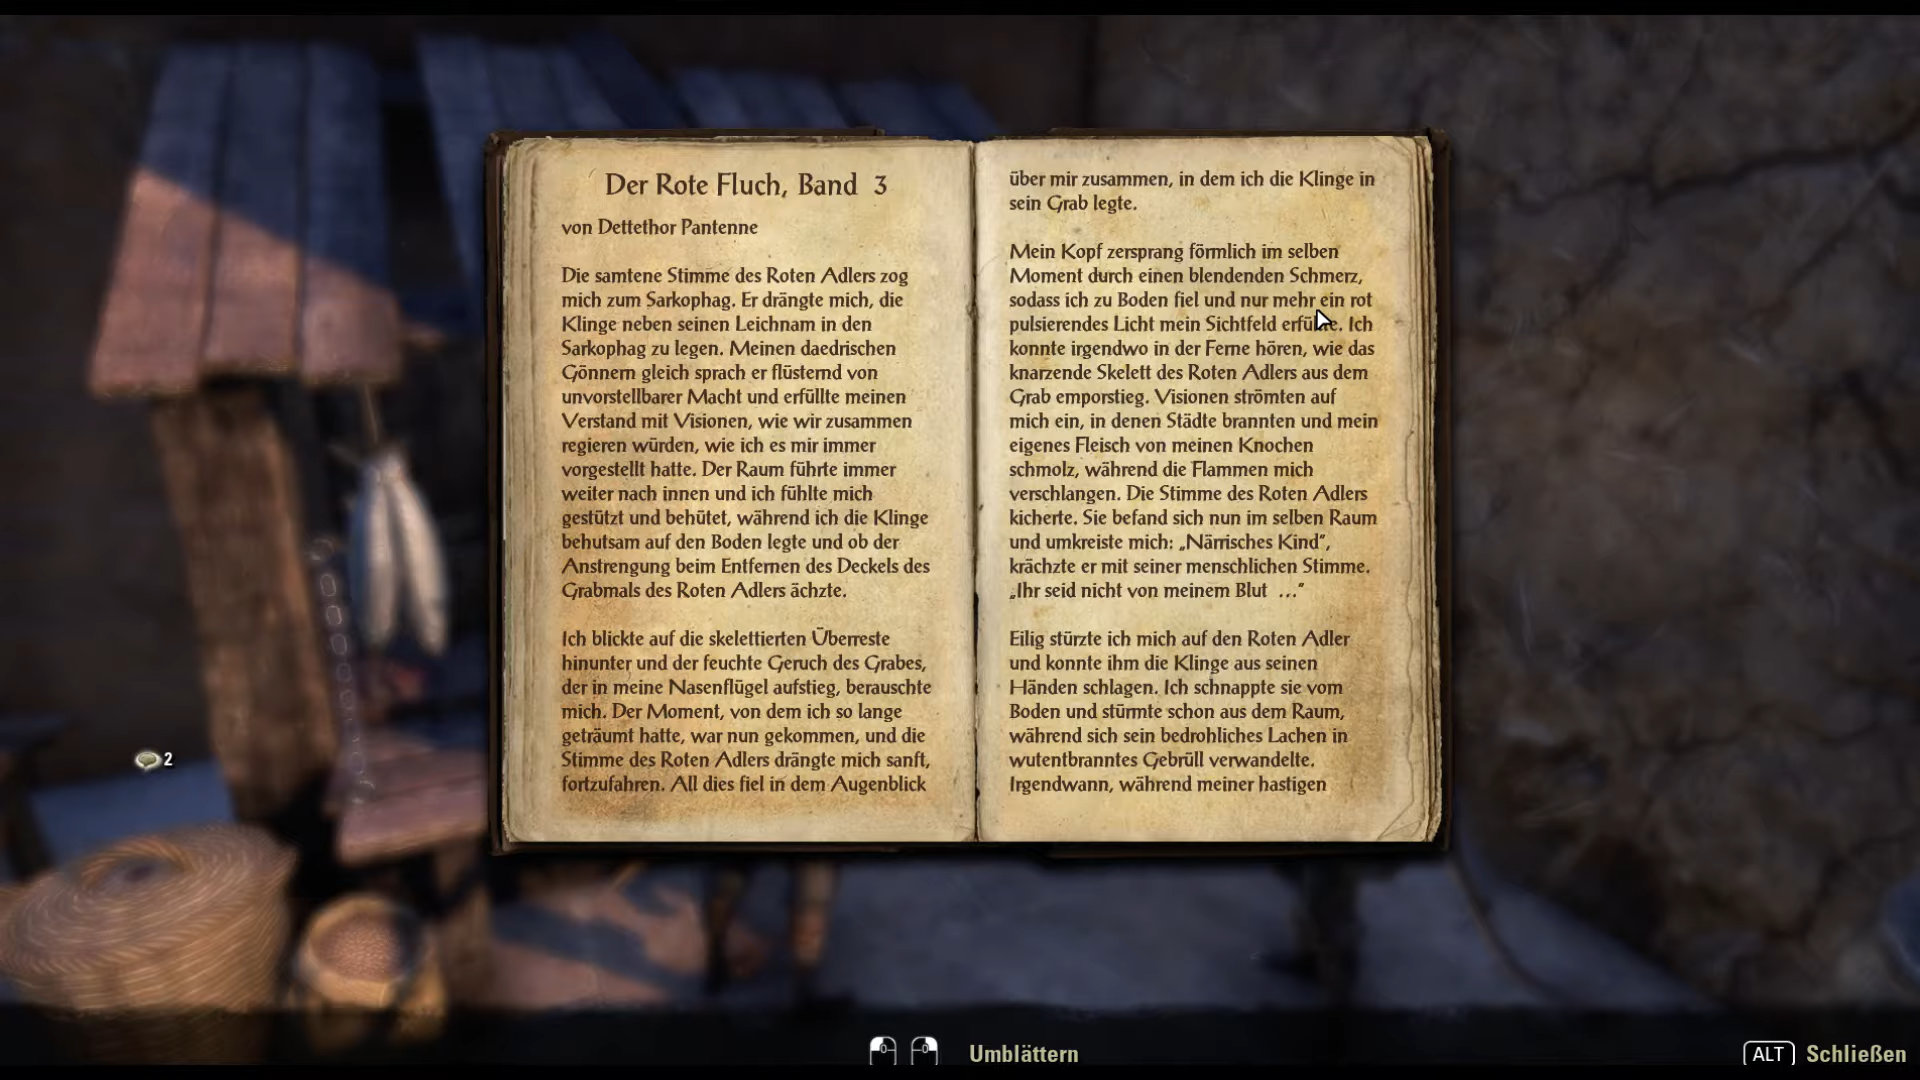 Der Rote Fluch, Band 3
von Dettethor Pantenne
Die samtene Stimme des Roten Adlers zog
mich zum Sarkophag. Er drängte mich, die
Klinge neben seinen Leichnam in den
Sarkophag zu legen. Meinen daedrischen
Gönnern gleich sprach er flüsternd von
unvorstellbarer Macht und erfüllte meinen
Verstand mit Visionen, wie wir zusammen
regieren würden, wie ich es mir immer
vorgestellt hatte. Der Raum führte immer
weiter nach innen und ich fühlte mich
gestützt und behütet, während ich die Klinge
behutsam auf den Boden legte und ob der
Anstrengung beim Entfernen des Deckels des
Grabmals des Roten Adlers ächzte.
Ich blickte auf die skelettierten Überreste
hinunter und der feuchte Geruch des Grabes,
der in meine Nasenflügel aufstieg, berauschte
mich. Der Moment, von dem ich so lange
geträumt hatte, war nun gekommen, und die
Stimme des Roten Adlers drängte mich sanft,
fortzufahren. All dies fiel in dem Augenblick
über mir zusammen, in dem ich die Klinge in
sein Grab legte.
Mein Kopf zersprang förmlich im selben
Moment durch einen blendenden Schmerz,
sodass ich zu Boden fiel und nur mehr ein rot
pulsierendes Licht mein Sichtfeld erfüllte. Ich
konnte irgendwo in der Ferne hören, wie das
knarzende Skelett des Roten Adlers aus dem
Grab emporstieg. Visionen strömten auf
mich ein, in denen Städte brannten und mein
eigenes Fleisch von meinen Knochen
schmolz, während die Flammen mich
verschlangen. Die Stimme des Roten Adlers
kicherte. Sie befand sich nun im selben Raum
und umkreiste mich: „Närrisches Kind“,
krächzte er mit seiner menschlichen Stimme.
„Ihr seid nicht von meinem Blut …“
Eilig stürzte ich mich auf den Roten Adler
und konnte ihm die Klinge aus seinen
Händen schlagen. Ich schnappte sie vom
Boden und stürmte schon aus dem Raum,
während sich sein bedrohliches Lachen in
wutentbranntes Gebrüll verwandelte.
Irgendwann, während meiner hastigen
2
Umblättern
ALT Schließen